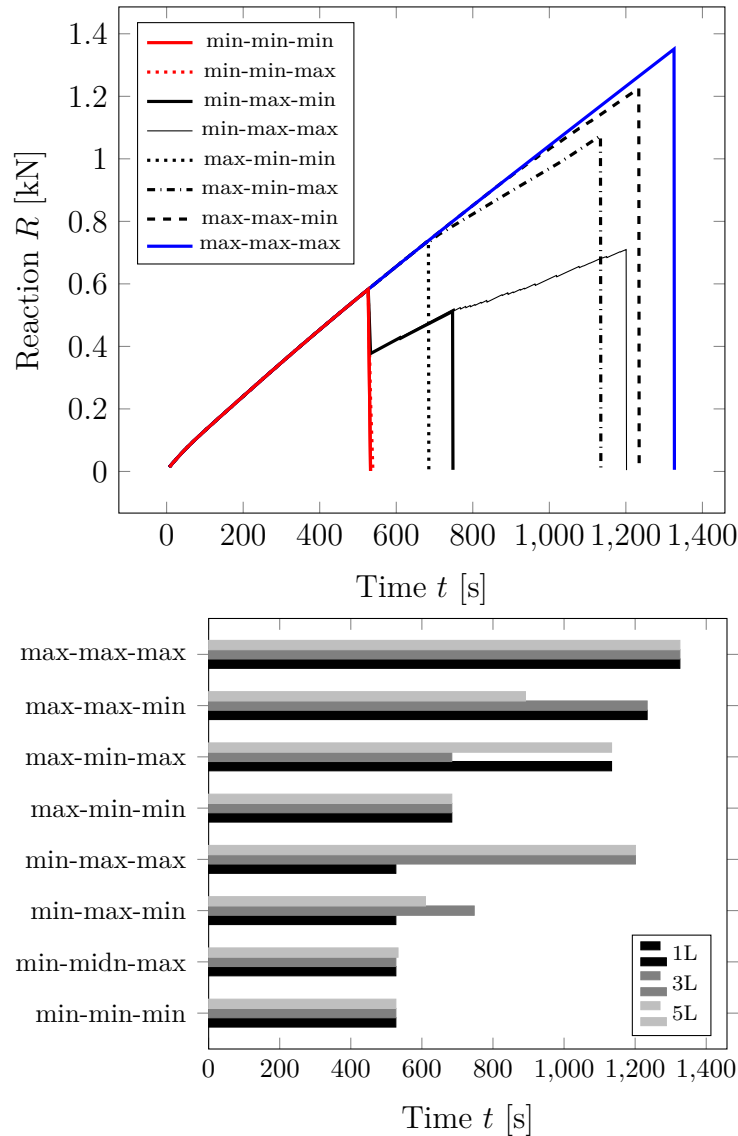 1.4
1.2
1
0.8
0.6
0.4
0.2
0
Reaction R [kN]
min-min-min
min-min-max
min-max-min
min-max-max
max-min-min
max-min-max
max-max-min
max-max-max
0 200 400 600 800 1,000 1,200 1,400
Time t [s]
max-max-max
max-max-min
max-min-max
max-min-min
min-max-max
min-max-min
min-midn-max
min-min-min
1L
3L
5L
0 200 400 600 800 1,000 1,200 1,400
Time t [s]